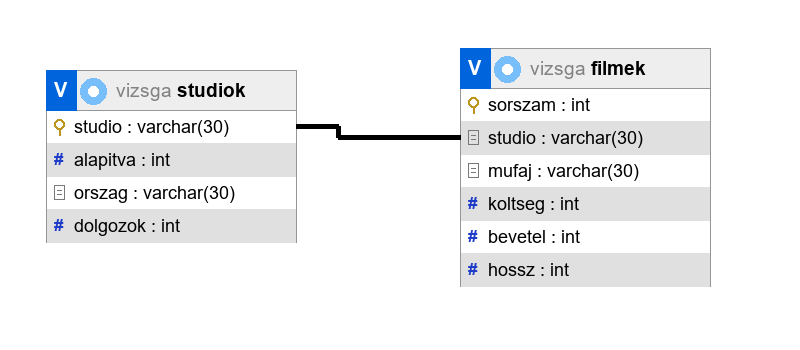 V vizsga studiok
studio : varchar(30)
# alapitva : int
orszag : varchar(30)
# dolgozok : int
V vizsga filmek
sorszam : int
studio : varchar(30)
mufaj : varchar(30)
# koltseg : int
# bevetel : int
# hossz : int